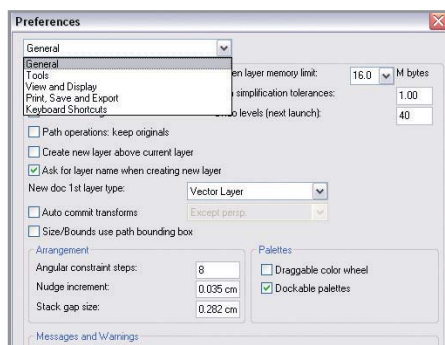 Preferences
General
General
Tools
View and Display
Print, Save and Export
Keyboard Shortcuts
en layer memory limit: 16.0 M bytes
simplification tolerances: 1.00
levels (next launch): 40
Path operations: keep originals
Create new layer above current layer
Ask for layer name when creating new layer
New doc 1st layer type: Vector Layer
Auto commit transforms Except persp.
Size/Bounds use path bounding box
Arrangement Palettes
Angular constraint steps: 8 Draggable color wheel
Nudge increment: 0.035 cm Dockable palettes
Stack gap size: 0.282 cm
Messages and Warnings